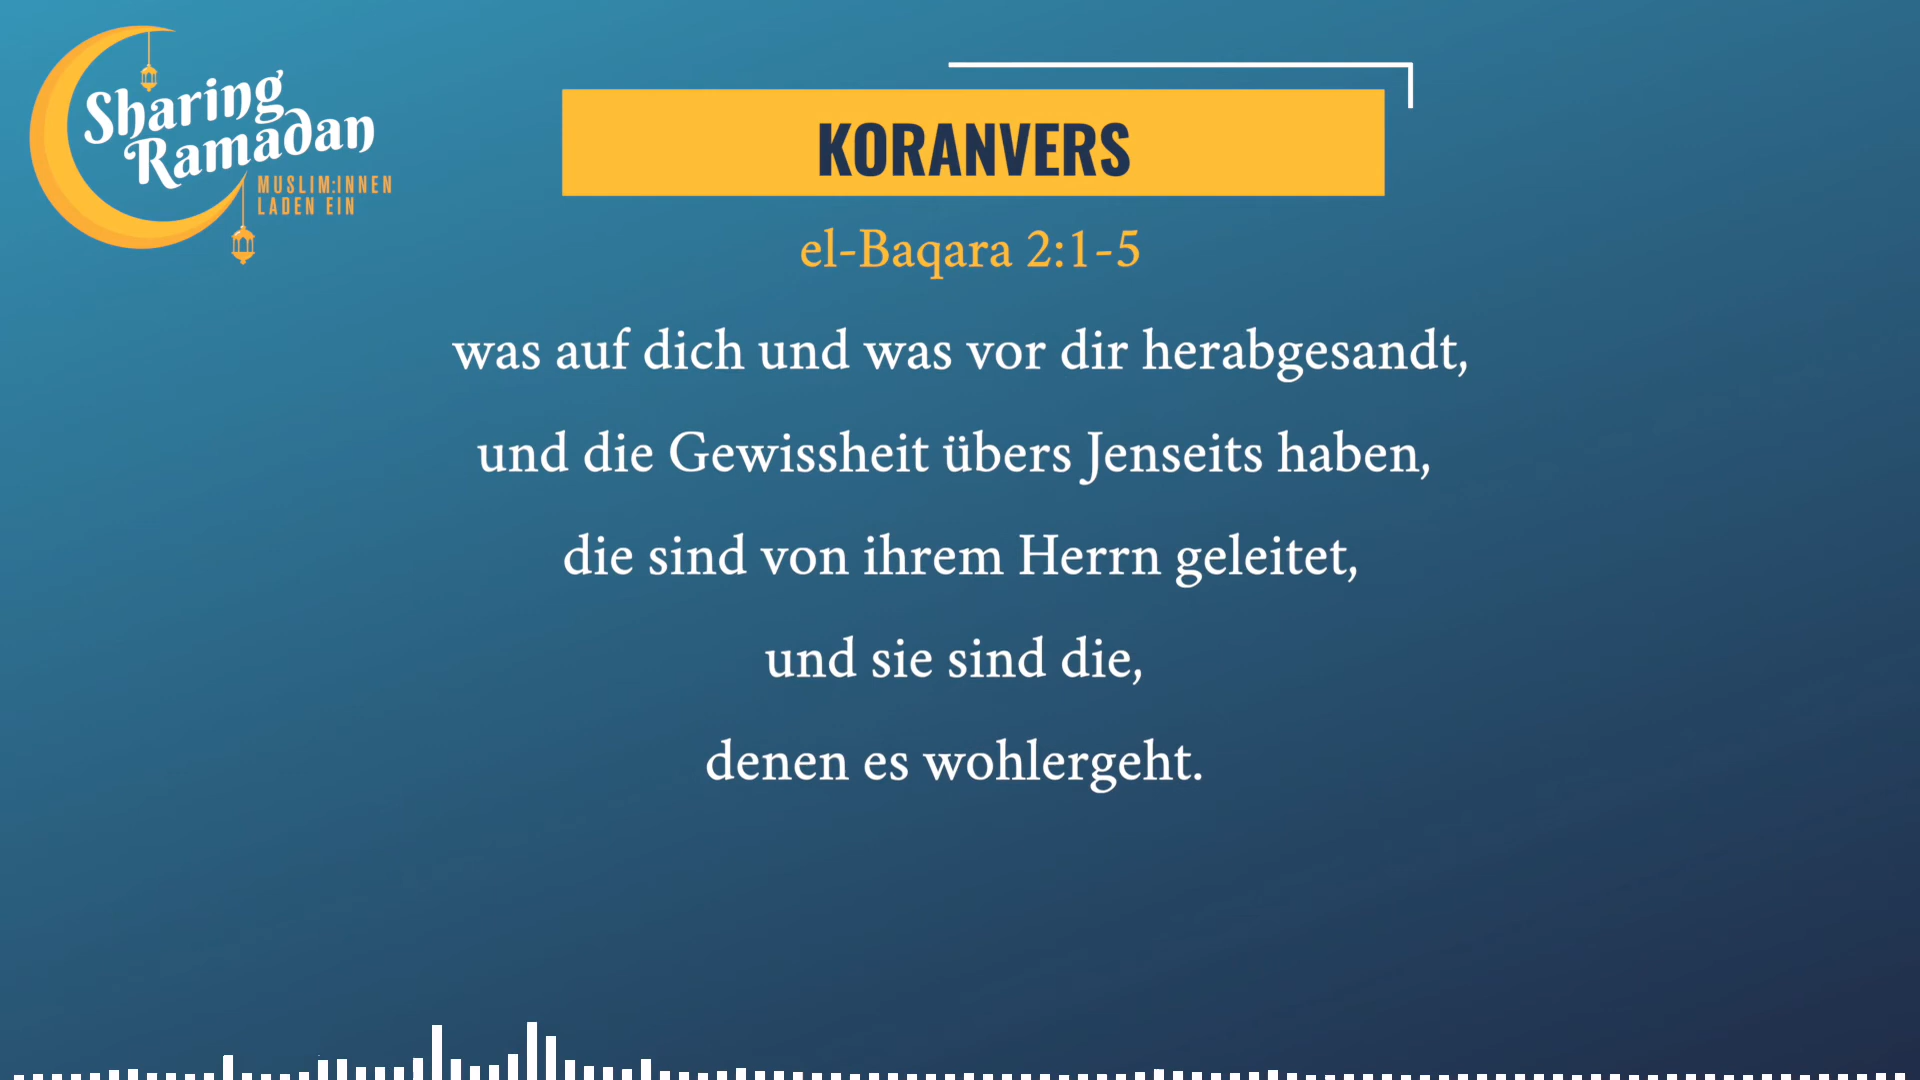 Sharing
Ramadan
MUSLIM:INNEN
LADEN EIN
KORANVERS
el-Baqara 2:1-5
was auf dich und was vor dir herabgesandt,
und die Gewissheit übers Jenseits haben,
die sind von ihrem Herrn geleitet,
und sie sind die,
denen es wohlergeht.